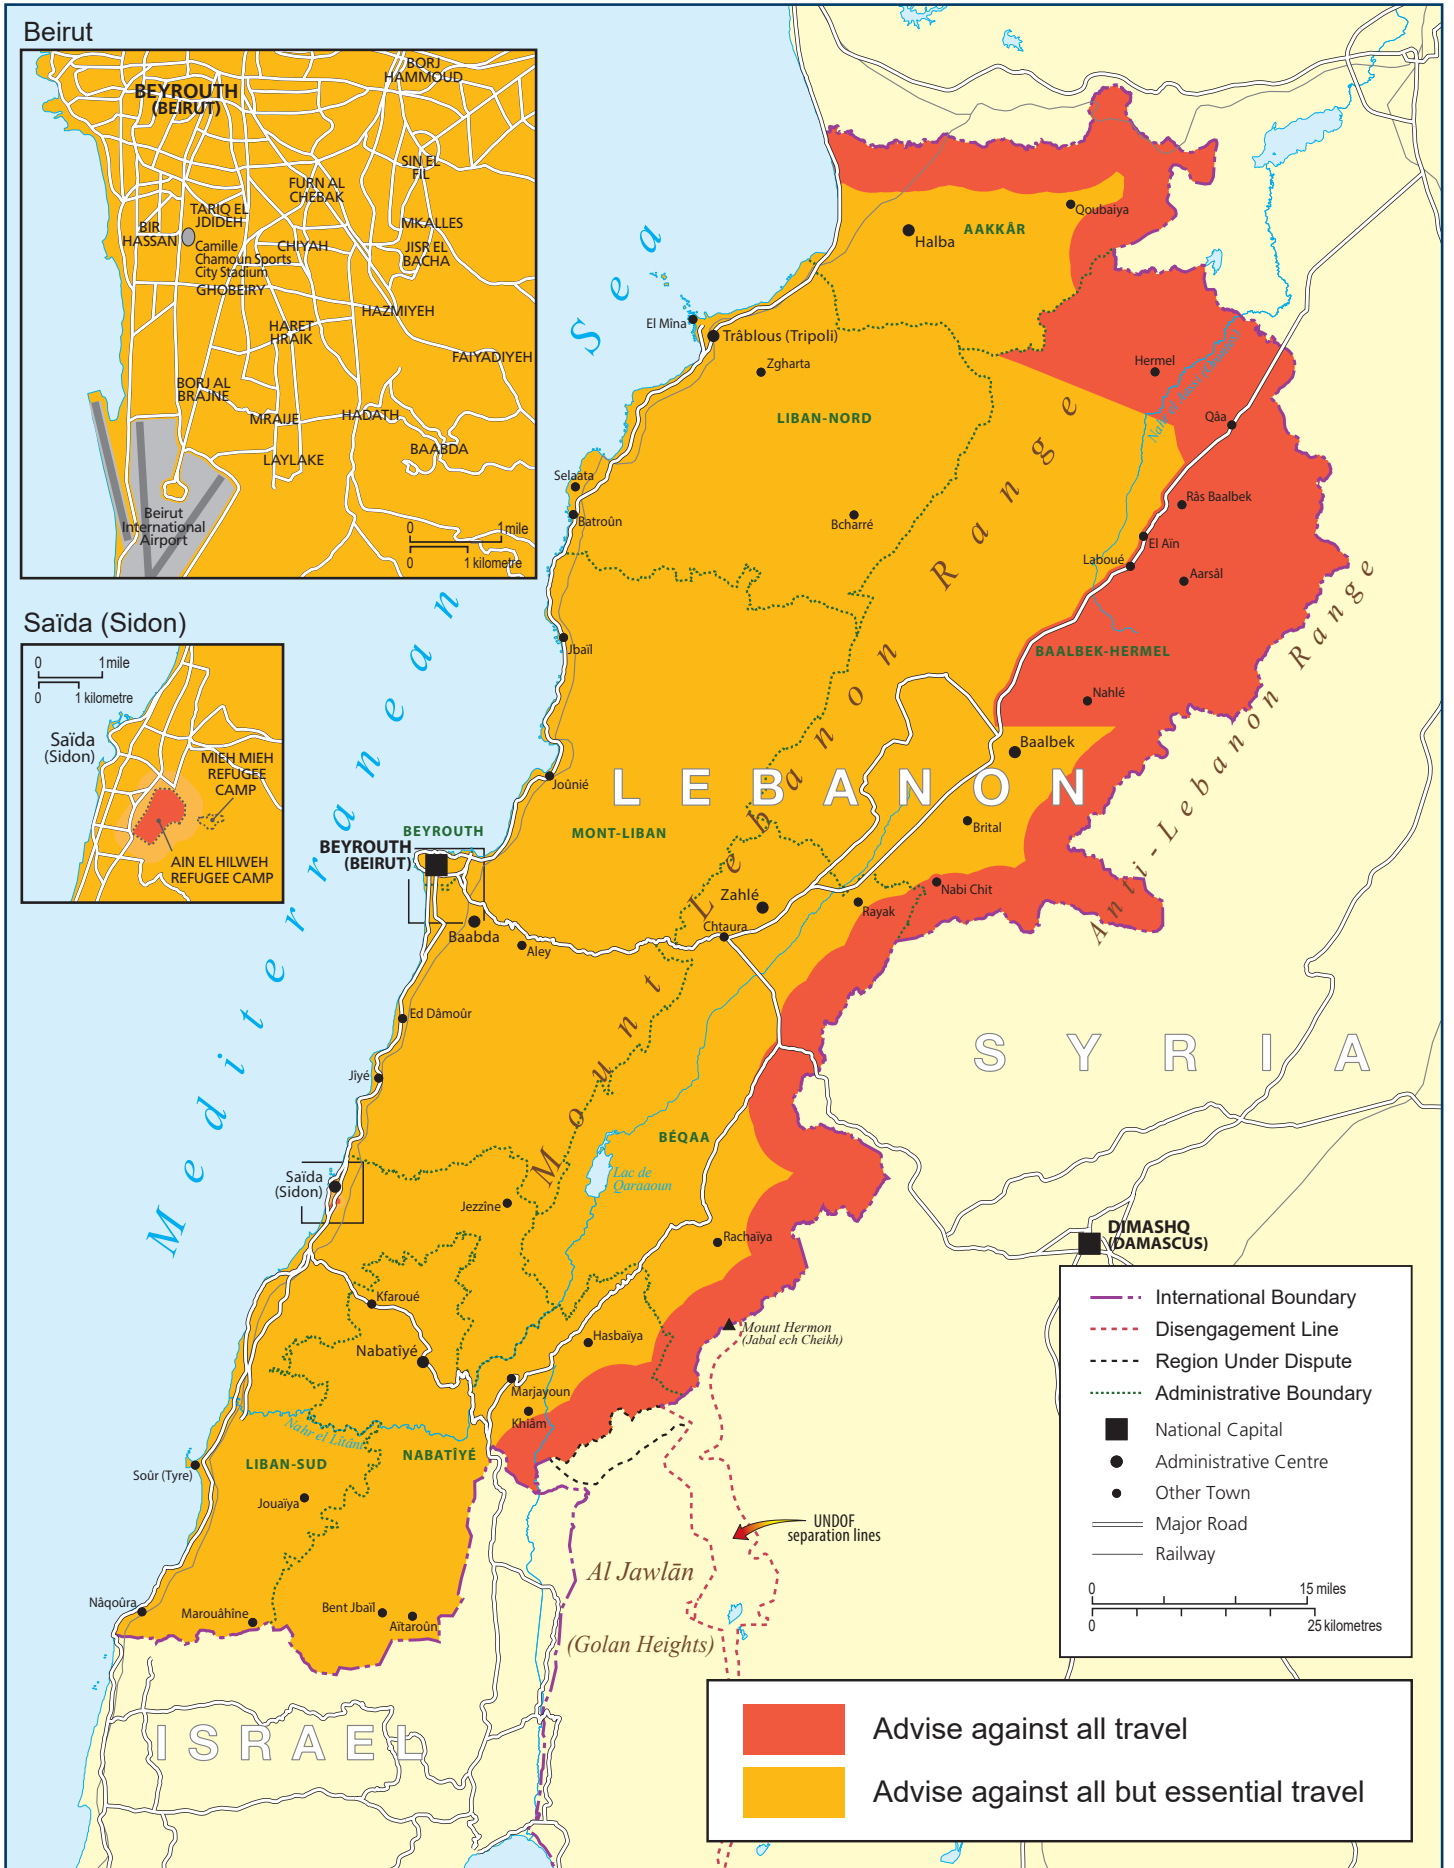 Beirut
BORJ
HAMMOUD
BEYROUTH
(BEIRUT)
SIN EL
FIL
FURN AL
CHEBAK
TARIQ EL
JDIDEH
MKALLES
BIR
HASSAN
Camille
Chamoun Sports
City Stadium
CHIYAH
JISR EL
BACHA
GHOBEIRY
HAZMIYEH
HARET
HRAIK
FAIYADIYEH
BORJ AL
BRAJNE
MRAIJE
HADATH
LAYLAKE
BAABDA
Beirut
International
Airport
0 1 mile
0 1 kilometre
Saïda (Sidon)
0 1 mile
0 1 kilometre
Saïda
(Sidon)
MIEH MIEH
REFUGEE
CAMP
AIN EL HILWEH
REFUGEE CAMP
Mediterranean Sea
Qoubaiya
AAKKÂR
Halba
El Mîna
Trâblous (Tripoli)
Zgharta
Hermel
LIBAN-NORD
Qâa
Selaata
Râs Baalbek
Batroûn
Bcharré
El Aïn
Laboué
Aarsâl
Jbaïl
BAALBEK-HERMEL
Nahlé
Baalbek
Joûnié
LEBANON
Brital
MONT-LIBAN
BEYROUTH
BEYROUTH
(BEIRUT)
Mount Lebanon Range
Anti-Lebanon Range
Nabi Chit
Zahlé
Rayak
Chtaura
Baabda
Aley
Ed Dâmoûr
SYRIA
Jîyé
BÉQAA
Lac de
Qaraaoun
Saïda
(Sidon)
Jezzîne
Rachaïya
DIMASHQ
(DAMASCUS)
Kfaroué
Mount Hermon
(Jabal ech Cheikh)
Hasbaïya
Nabatîyé
Marjayoun
Khiâm
Nahr el Lîtâni
NABATÎYÉ
LIBAN-SUD
Soûr (Tyre)
Jouaïya
UNDOF
separation lines
Al Jawlān
(Golan Heights)
Nâqoûra
Marouâhîne
Bent Jbaïl
Aïtaroûn
ISRAEL
International Boundary
Disengagement Line
Region Under Dispute
Administrative Boundary
National Capital
Administrative Centre
Other Town
Major Road
Railway
0 15 miles
0 25 kilometres
Advise against all travel
Advise against all but essential travel